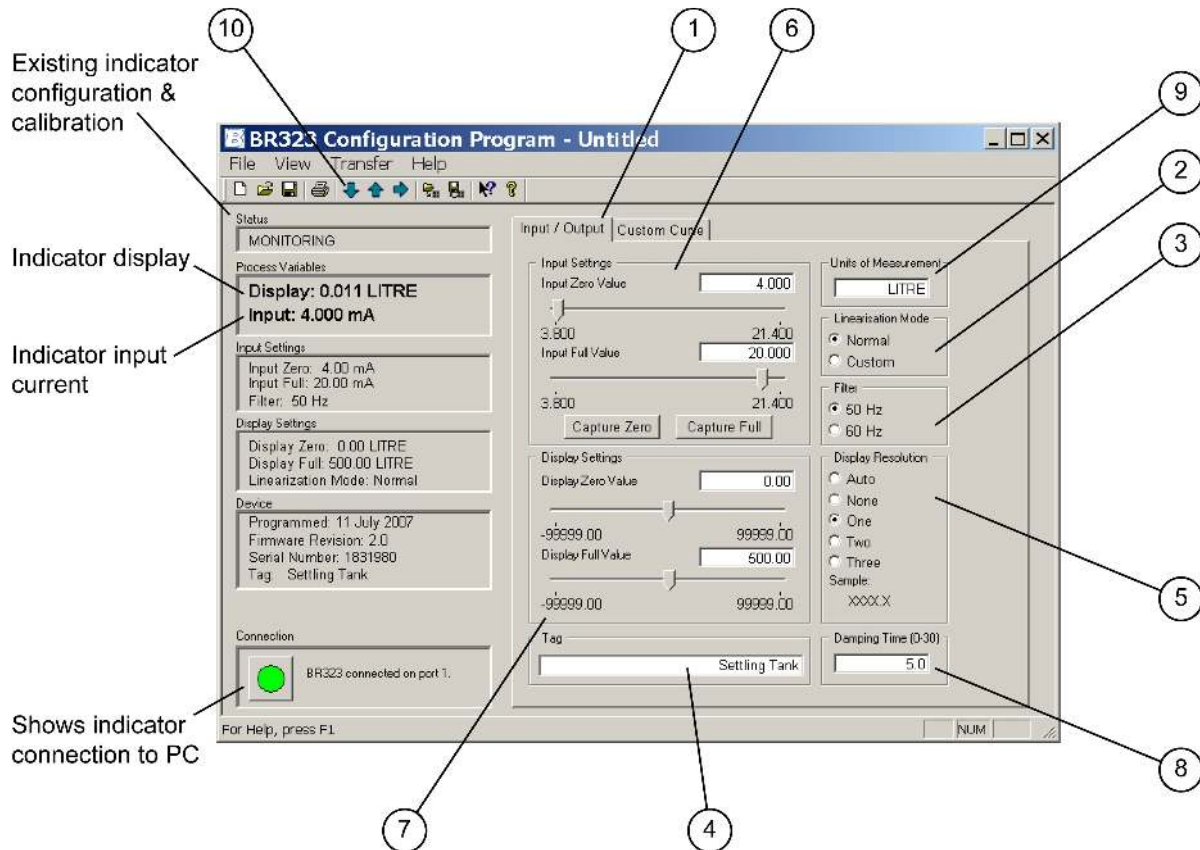 10
1
6
9
2
3
5
8
4
7
Existing indicator
configuration &
calibration
Indicator display
Indicator input
current
Shows indicator
connection to PC
BR323 Configuration Program - Untitled
File View Transfer Help
Status
MONITORING
Process Variables
Display: 0.011 LITRE
Input: 4.000 mA
Input Settings
Input Zero: 4.00 mA
Input Full: 20.00 mA
Filter: 50 Hz
Display Settings
Display Zero: 0.00 LITRE
Display Full: 500.00 LITRE
Linearization Mode: Normal
Device
Programmed: 11 July 2007
Firmware Revision: 2.0
Serial Number: 1831980
Tag: Settling Tank
Connection
BR323 connected on port 1.
Input / Output
Custom Curve
Input Settings
Input Zero Value
4.000
3.800 21.400
Input Full Value
20.000
3.800 21.400
Capture Zero
Capture Full
Display Settings
Display Zero Value
0.00
-99999.00 99999.00
Display Full Value
500.00
-99999.00 99999.00
Tag
Settling Tank
Units of Measurement
LITRE
Linearisation Mode
Normal
Custom
Filter
50 Hz
60 Hz
Display Resolution
Auto
None
One
Two
Three
Sample:
XXXX.X
Damping Time (0-30)
5.0
For Help, press F1
NUM